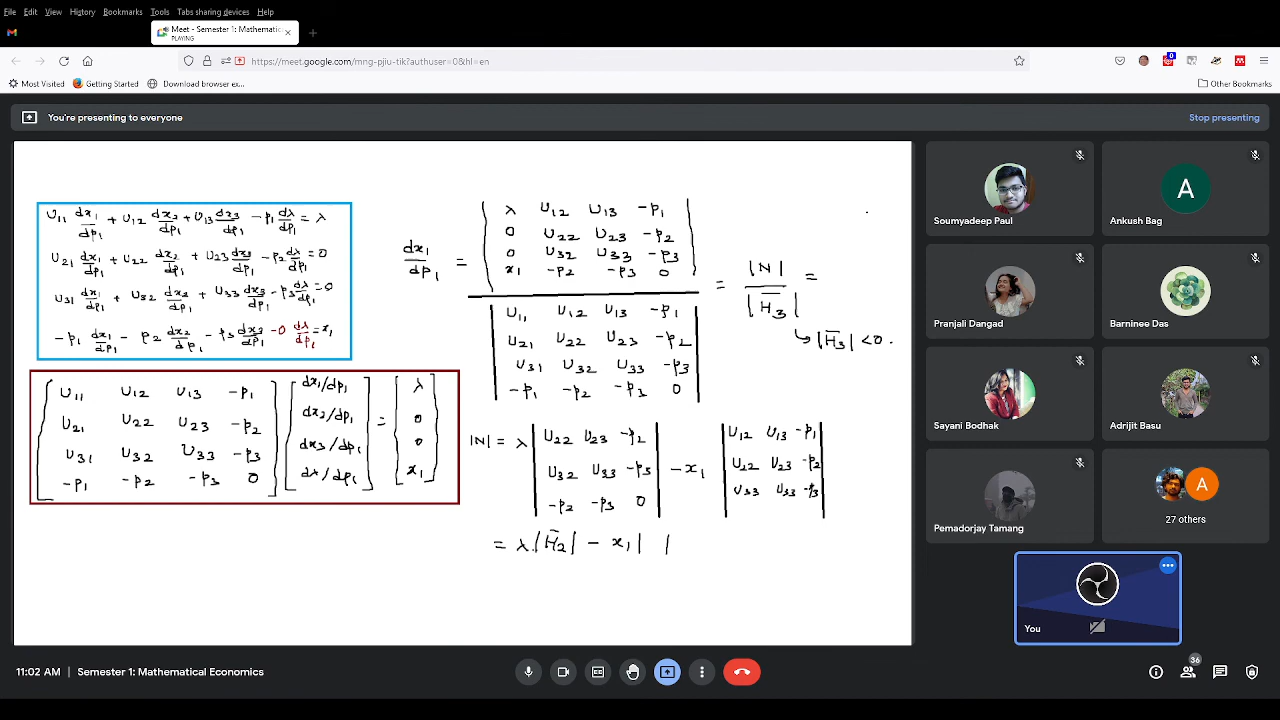 File Edit View History Bookmarks Tools Tabs sharing devices Help
Meet - Semester 1: Mathematic
PLAYING
https://meet.google.com/mng-pjiu-tik?authuser=0&hl=en
Most Visited Getting Started Download browser ex... Other Bookmarks
You're presenting to everyone Stop presenting
U11 dx1/dp1 + U12 dx2/dp1 + U13 dx3/dp1 - p1 dλ/dp1 = λ
U21 dx1/dp1 + U22 dx2/dp1 + U23 dx3/dp1 - p2 dλ/dp1 = 0
U31 dx1/dp1 + U32 dx2/dp1 + U33 dx3/dp1 - p3 dλ/dp1 = 0
-p1 dx1/dp1 - p2 dx2/dp1 - p3 dx3/dp1 - 0 dλ/dp1 = x1
U11 U12 U13 -p1 dx1/dp1 λ
U21 U22 U23 -p2 dx2/dp1 = 0
U31 U32 U33 -p3 dx3/dp1 0
-p1 -p2 -p3 0 dλ/dp1 x1
dx1/dp1 =
λ U12 U13 -p1
0 U22 U23 -p2
0 U32 U33 -p3
x1 -p2 -p3 0
U11 U12 U13 -p1
U21 U22 U23 -p2
U31 U32 U33 -p3
-p1 -p2 -p3 0
= |N| / |H̄3| =
↳ |H̄3| < 0.
|N| = λ
U22 U23 -p2
U32 U33 -p3
-p2 -p3 0
- x1
U12 U13 -p1
U22 U23 -p2
U33 U33 -p3
= λ.|H̄2| - x1 | |
Soumyadeep Paul
A
Ankush Bag
Pranjali Dangad
Barninee Das
Sayani Bodhak
Adrijit Basu
Pemadorjay Tamang
A
27 others
You
11:02 AM | Semester 1: Mathematical Economics
36